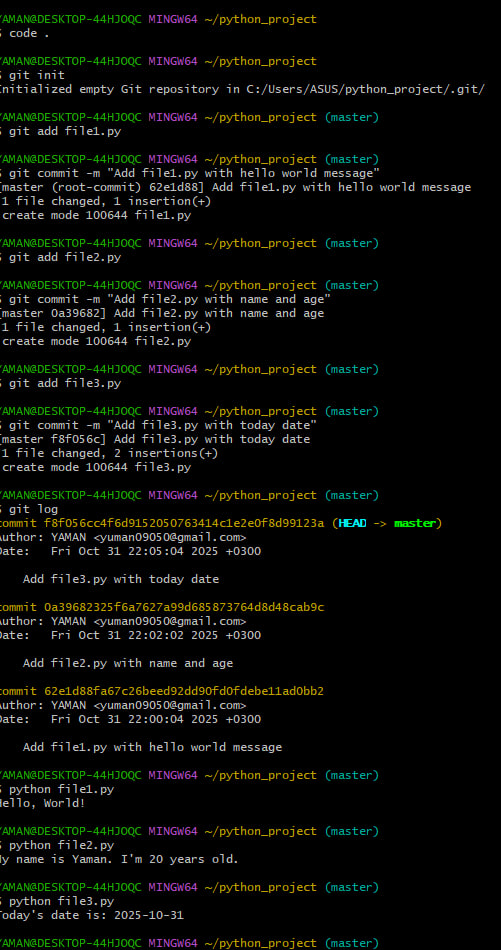 YAMAN@DESKTOP-44HJOQC MINGW64 ~/python_project
$ code .
YAMAN@DESKTOP-44HJOQC MINGW64 ~/python_project
$ git init
Initialized empty Git repository in C:/Users/ASUS/python_project/.git/
YAMAN@DESKTOP-44HJOQC MINGW64 ~/python_project (master)
$ git add file1.py
YAMAN@DESKTOP-44HJOQC MINGW64 ~/python_project (master)
$ git commit -m "Add file1.py with hello world message"
[master (root-commit) 62e1d88] Add file1.py with hello world message
1 file changed, 1 insertion(+)
create mode 100644 file1.py
YAMAN@DESKTOP-44HJOQC MINGW64 ~/python_project (master)
$ git add file2.py
YAMAN@DESKTOP-44HJOQC MINGW64 ~/python_project (master)
$ git commit -m "Add file2.py with name and age"
[master 0a39682] Add file2.py with name and age
1 file changed, 1 insertion(+)
create mode 100644 file2.py
YAMAN@DESKTOP-44HJOQC MINGW64 ~/python_project (master)
$ git add file3.py
YAMAN@DESKTOP-44HJOQC MINGW64 ~/python_project (master)
$ git commit -m "Add file3.py with today date"
[master f8f056c] Add file3.py with today date
1 file changed, 2 insertions(+)
create mode 100644 file3.py
YAMAN@DESKTOP-44HJOQC MINGW64 ~/python_project (master)
$ git log
commit f8f056cc4f6d9152050763414c1e2e0f8d99123a (HEAD -> master)
Author: YAMAN <yuman09050@gmail.com>
Date:   Fri Oct 31 22:05:04 2025 +0300
Add file3.py with today date
commit 0a39682325f6a7627a99d685873764d8d48cab9c
Author: YAMAN <yuman09050@gmail.com>
Date:   Fri Oct 31 22:02:02 2025 +0300
Add file2.py with name and age
commit 62e1d88fa67c26beed92dd90fd0fdebe11ad0bb2
Author: YAMAN <yuman09050@gmail.com>
Date:   Fri Oct 31 22:00:04 2025 +0300
Add file1.py with hello world message
YAMAN@DESKTOP-44HJOQC MINGW64 ~/python_project (master)
$ python file1.py
Hello, World!
YAMAN@DESKTOP-44HJOQC MINGW64 ~/python_project (master)
$ python file2.py
My name is Yaman. I'm 20 years old.
YAMAN@DESKTOP-44HJOQC MINGW64 ~/python_project (master)
$ python file3.py
Today's date is: 2025-10-31
YAMAN@DESKTOP-44HJOQC MINGW64 ~/python_project (master)